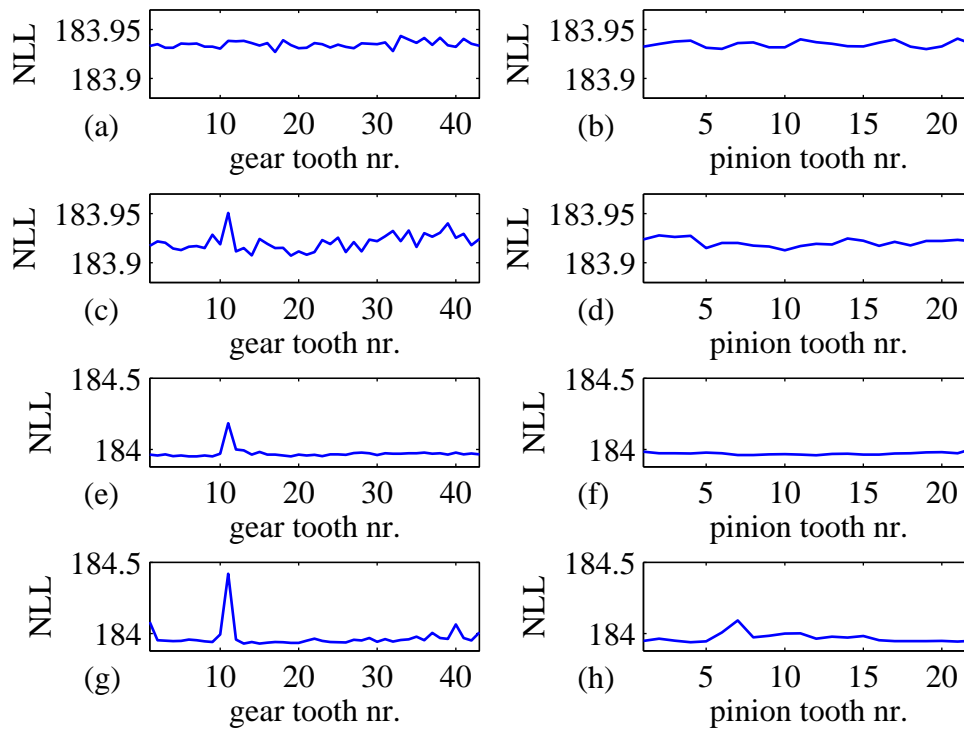 NLL
183.95
183.9
10 20 30 40
(a)
gear tooth nr.
NLL
183.95
183.9
5 10 15 20
(b)
pinion tooth nr.
NLL
183.95
183.9
10 20 30 40
(c)
gear tooth nr.
NLL
183.95
183.9
5 10 15 20
(d)
pinion tooth nr.
NLL
184.5
184
10 20 30 40
(e)
gear tooth nr.
NLL
184.5
184
5 10 15 20
(f)
pinion tooth nr.
NLL
184.5
184
10 20 30 40
(g)
gear tooth nr.
NLL
184.5
184
5 10 15 20
(h)
pinion tooth nr.